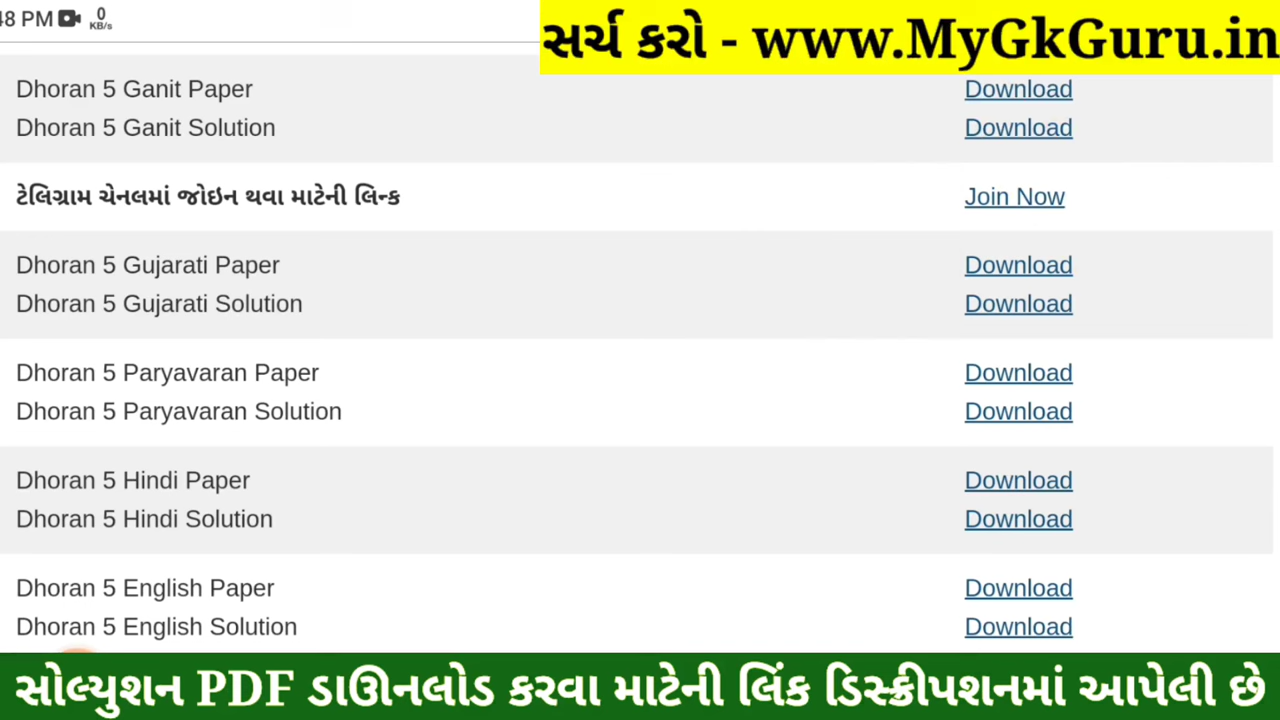 48 PM 0 KB/s
સર્ચ કરો - www.MyGkGuru.in
Dhoran 5 Ganit Paper Download
Dhoran 5 Ganit Solution Download
ટેલિગ્રામ ચેનલમાં જોઇન થવા માટેની લિન્ક Join Now
Dhoran 5 Gujarati Paper Download
Dhoran 5 Gujarati Solution Download
Dhoran 5 Paryavaran Paper Download
Dhoran 5 Paryavaran Solution Download
Dhoran 5 Hindi Paper Download
Dhoran 5 Hindi Solution Download
Dhoran 5 English Paper Download
Dhoran 5 English Solution Download
સોલ્યુશન PDF ડાઊનલોડ કરવા માટેની લિંક ડિસ્ક્રીપશનમાં આપેલી છે